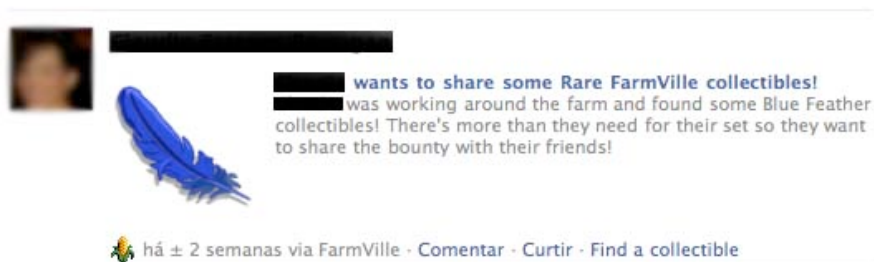 wants to share some Rare FarmVille collectibles!
was working around the farm and found some Blue Feather
collectibles! There's more than they need for their set so they want
to share the bounty with their friends!
há ± 2 semanas via FarmVille · Comentar · Curtir · Find a collectible